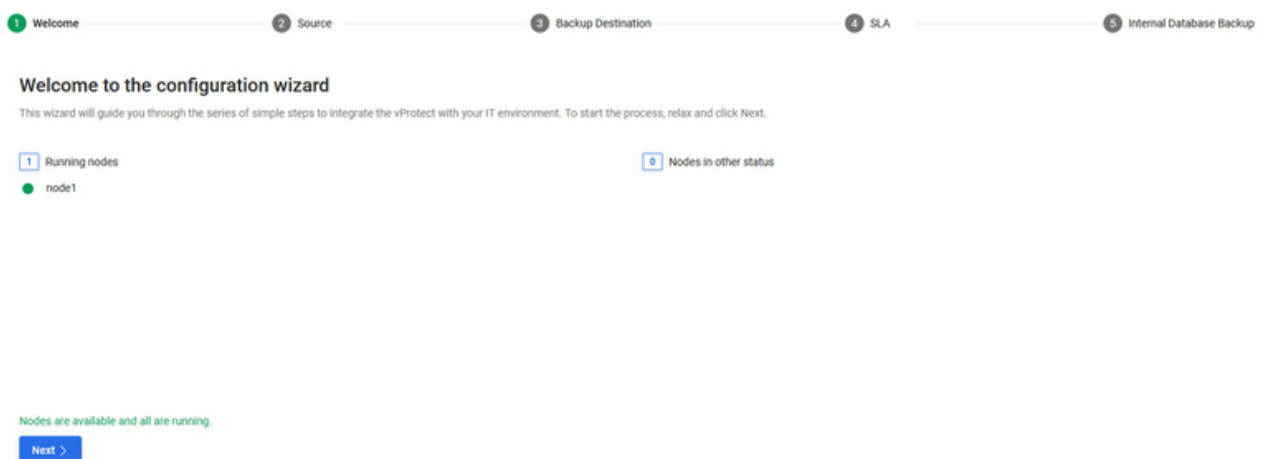 1 Welcome 2 Source 3 Backup Destination 4 SLA 5 Internal Database Backup
Welcome to the configuration wizard
This wizard will guide you through the series of simple steps to integrate the vProtect with your IT environment. To start the process, relax and click Next.
1 Running nodes 0 Nodes in other status
node1
Nodes are available and all are running.
Next >